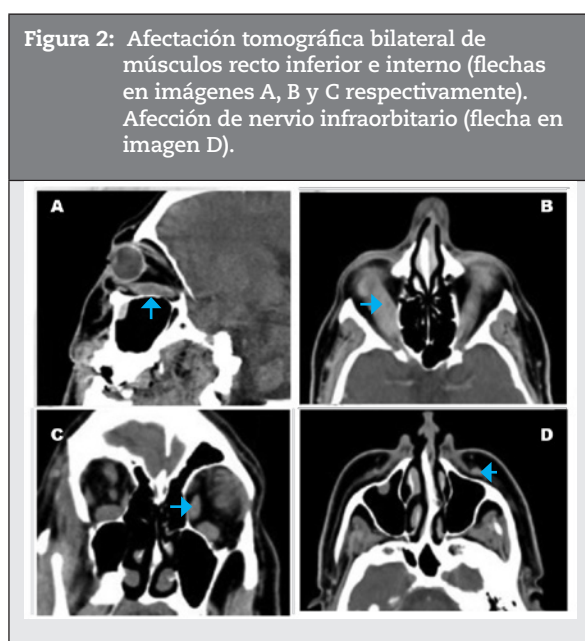 Figura 2: Afectación tomográfica bilateral de
músculos recto inferior e interno (flechas
en imágenes A, B y C respectivamente).
Afección de nervio infraorbitario (flecha en
imagen D).
A
B
C
D